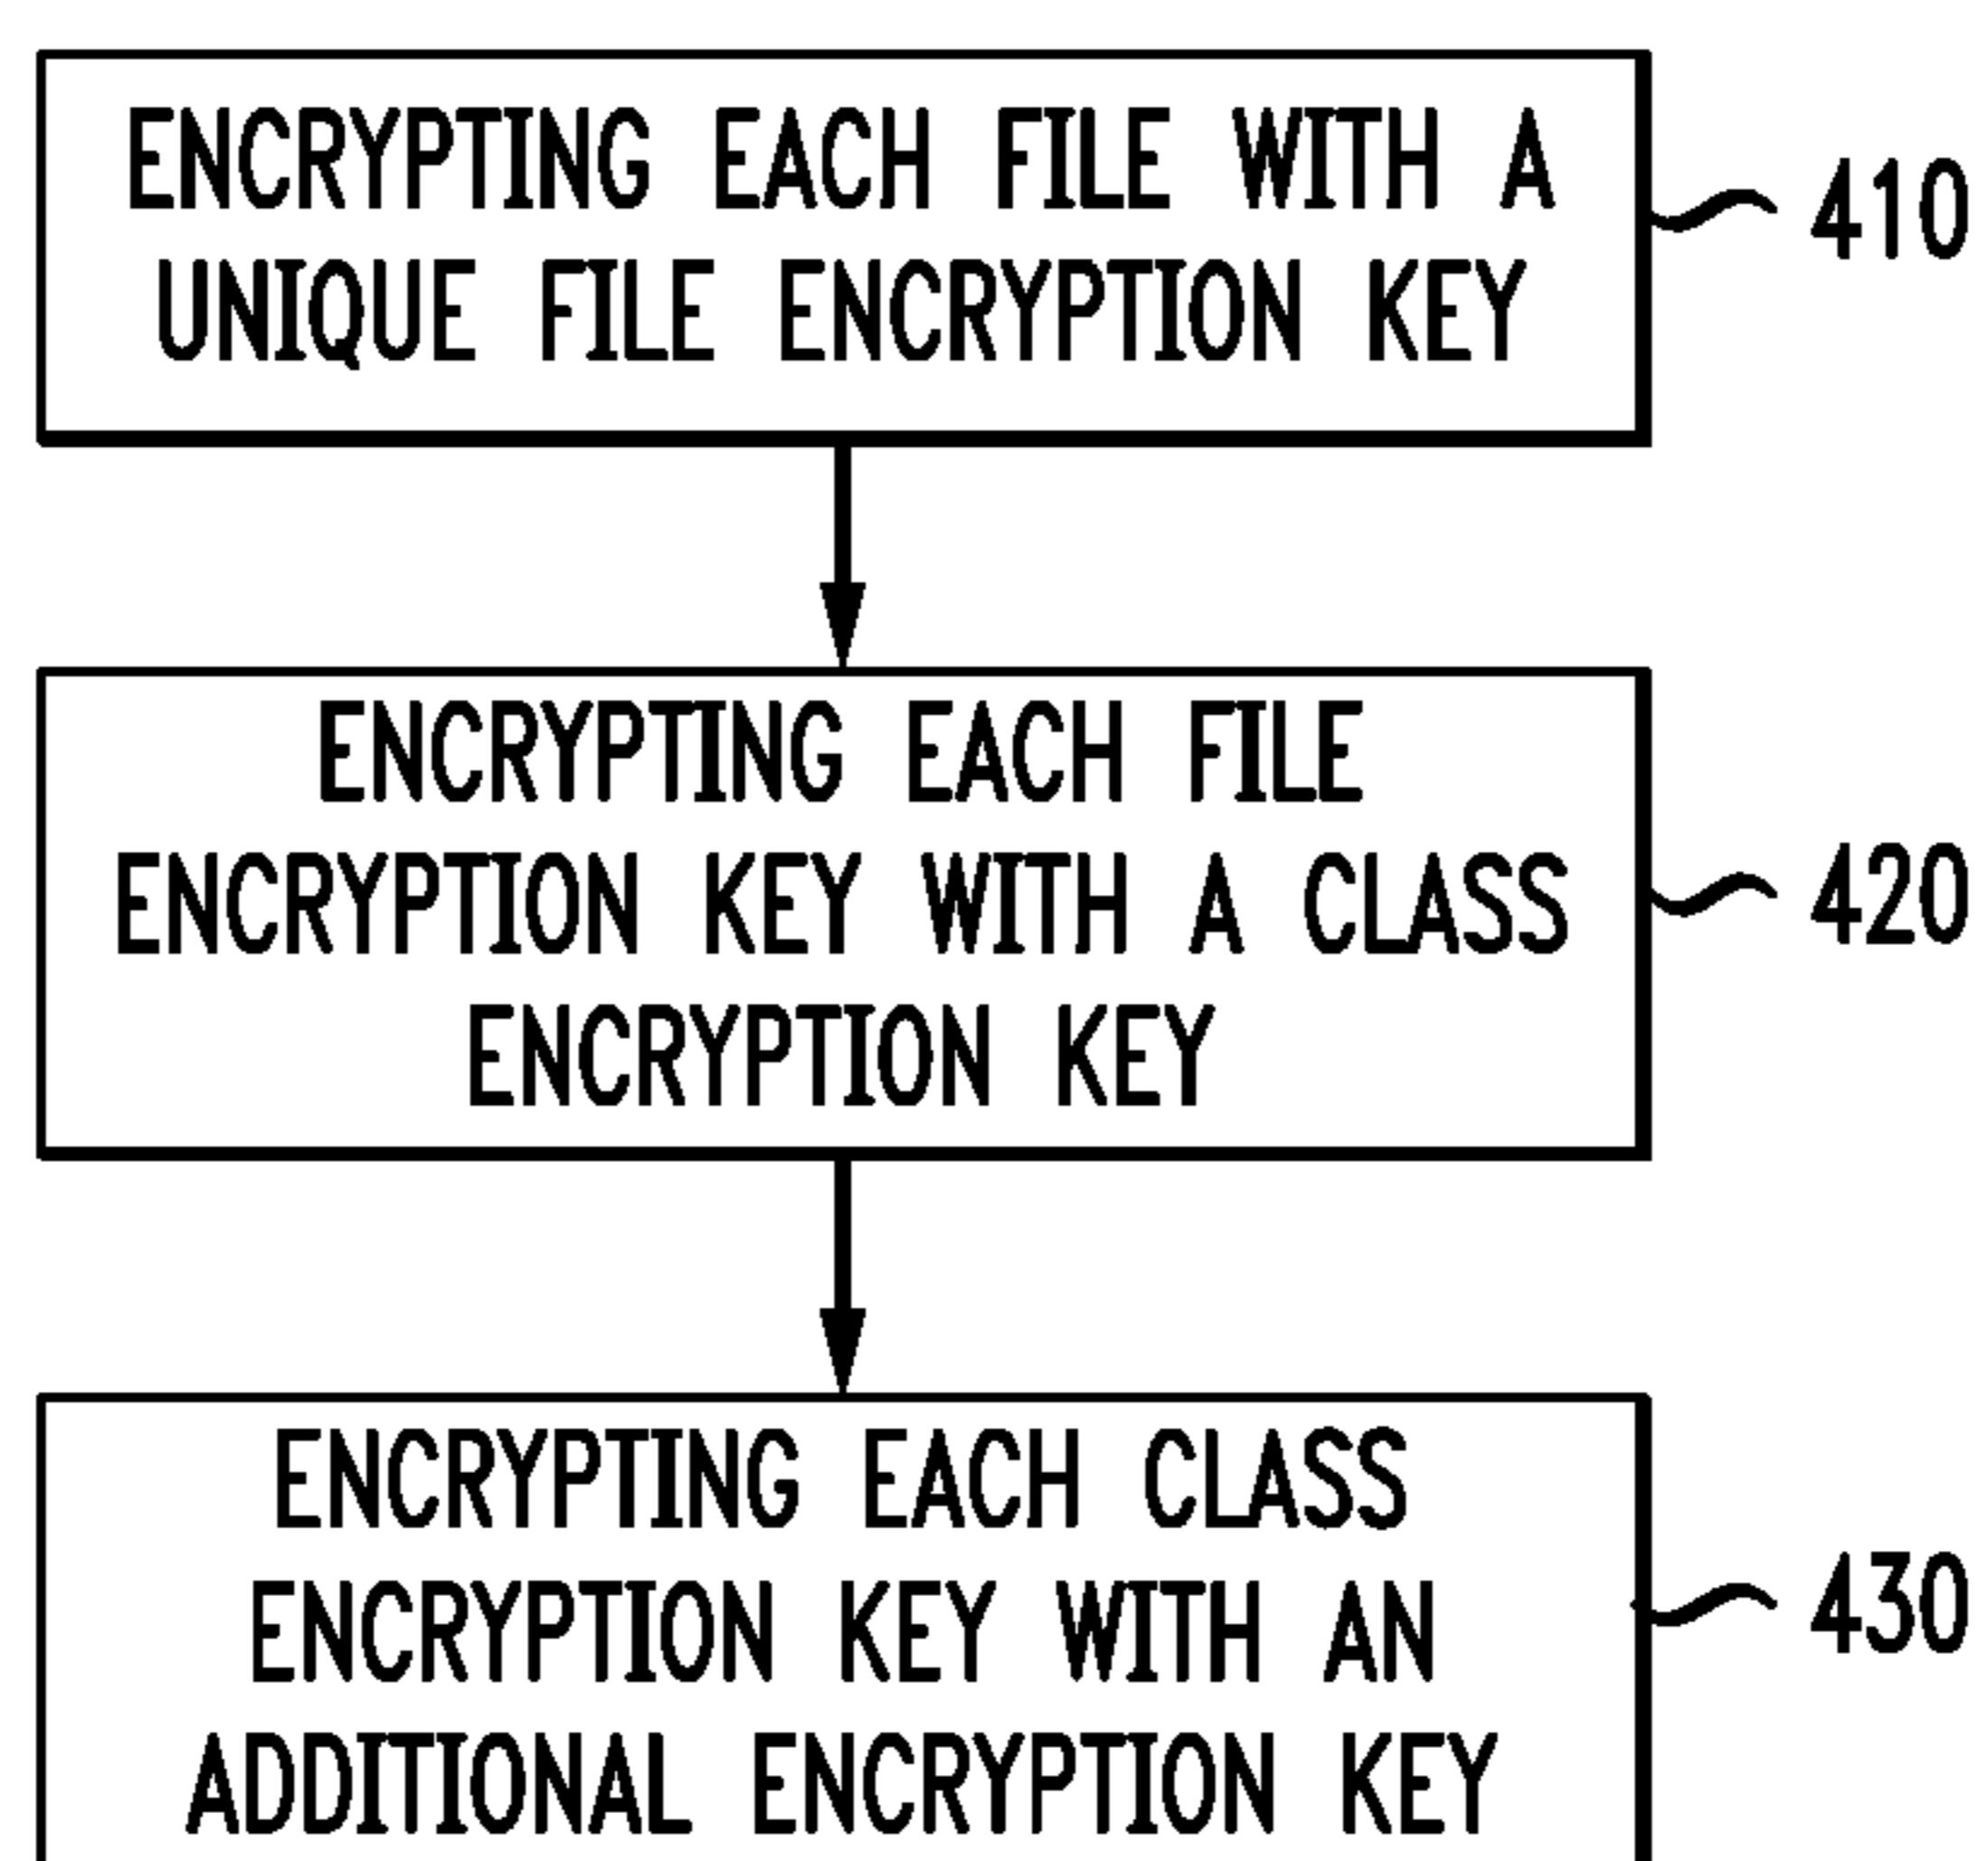 ENCRYPTING EACH FILE WITH A
UNIQUE FILE ENCRYPTION KEY
410
ENCRYPTING EACH FILE
ENCRYPTION KEY WITH A CLASS
ENCRYPTION KEY
420
ENCRYPTING EACH CLASS
ENCRYPTION KEY WITH AN
ADDITIONAL ENCRYPTION KEY
430